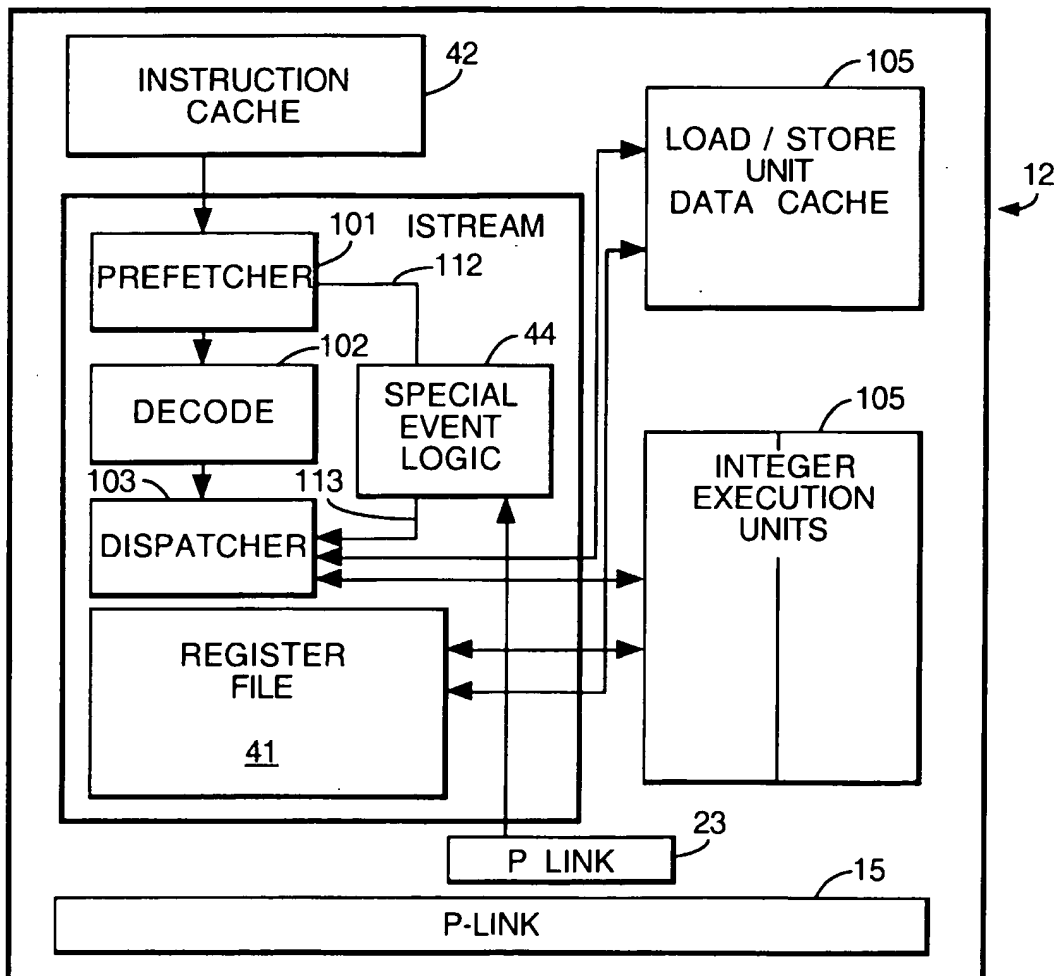 INSTRUCTION
CACHE
42
105
LOAD / STORE
UNIT
DATA CACHE
12
ISTREAM
101
PREFETCHER
112
102
DECODE
44
SPECIAL
EVENT
LOGIC
103
113
DISPATCHER
105
INTEGER
EXECUTION
UNITS
REGISTER
FILE
41
P LINK
23
15
P-LINK